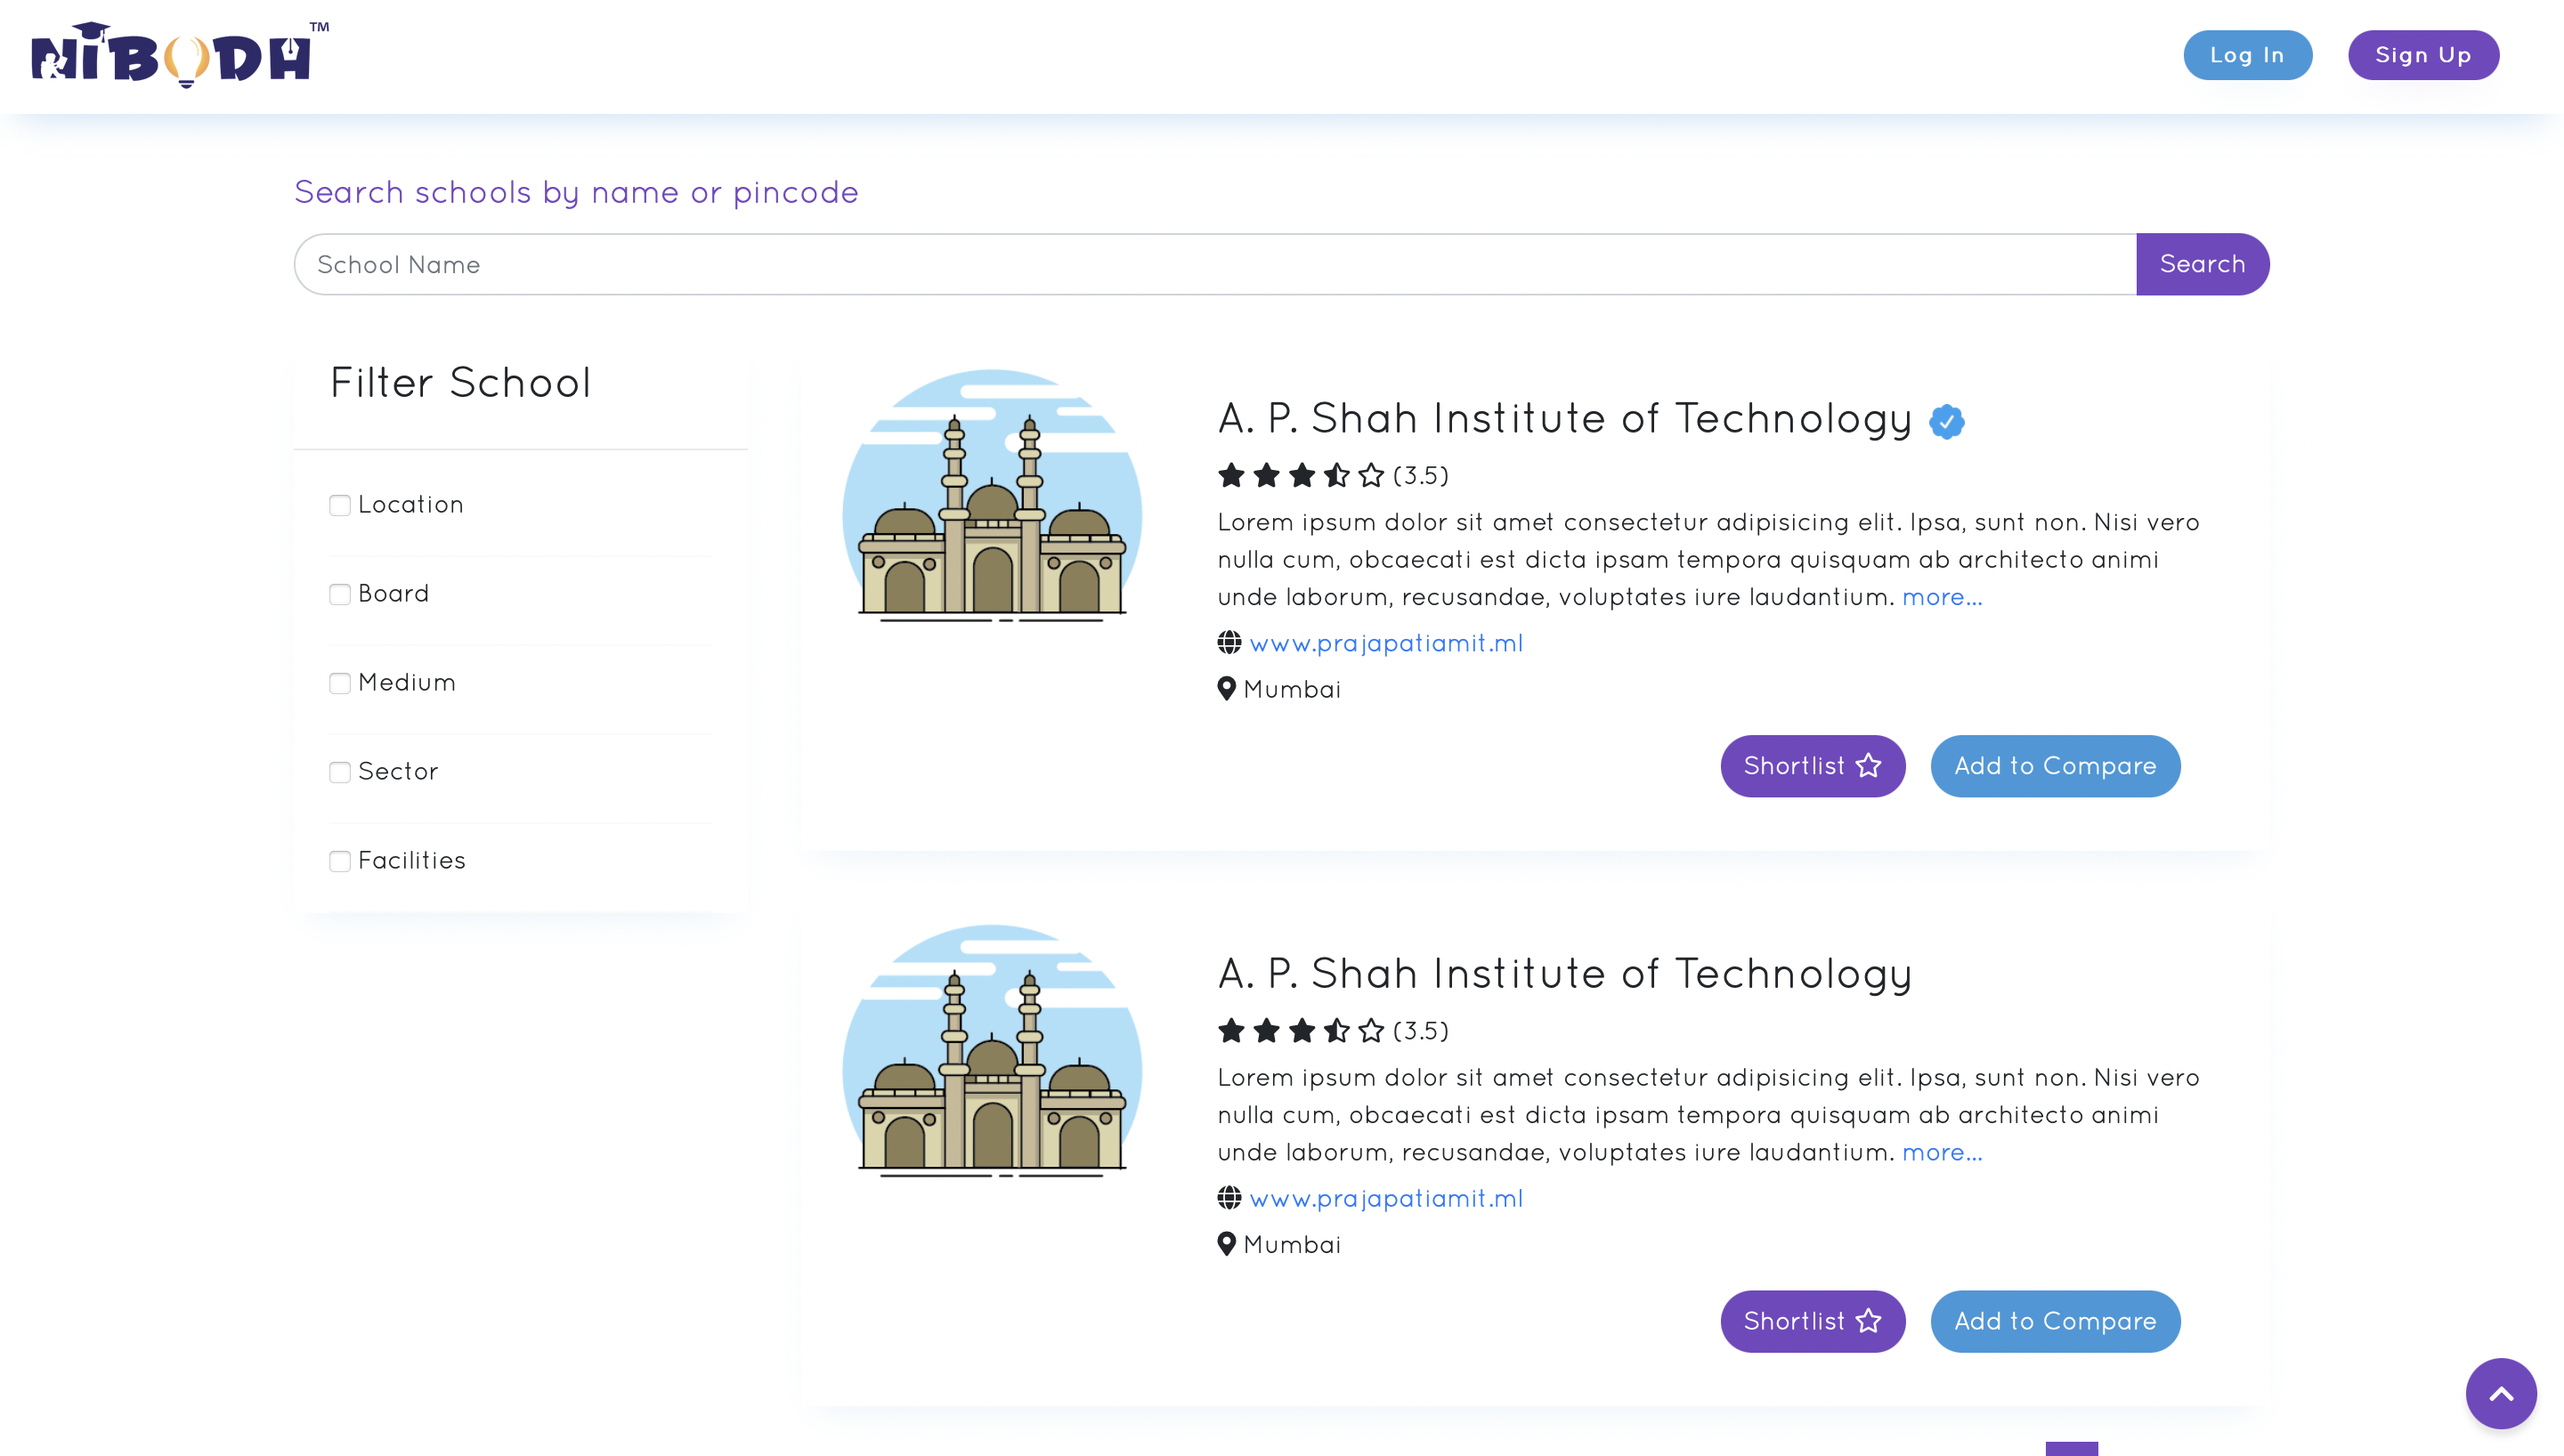 NiBODH™
Log In
Sign Up
Search schools by name or pincode
School Name
Search
Filter School
Location
Board
Medium
Sector
Facilities
A. P. Shah Institute of Technology
(3.5)
Lorem ipsum dolor sit amet consectetur adipisicing elit. Ipsa, sunt non. Nisi vero
nulla cum, obcaecati est dicta ipsam tempora quisquam ab architecto animi
unde laborum, recusandae, voluptates iure laudantium. more...
www.prajapatiamit.ml
Mumbai
Shortlist
Add to Compare
A. P. Shah Institute of Technology
(3.5)
Lorem ipsum dolor sit amet consectetur adipisicing elit. Ipsa, sunt non. Nisi vero
nulla cum, obcaecati est dicta ipsam tempora quisquam ab architecto animi
unde laborum, recusandae, voluptates iure laudantium. more...
www.prajapatiamit.ml
Mumbai
Shortlist
Add to Compare